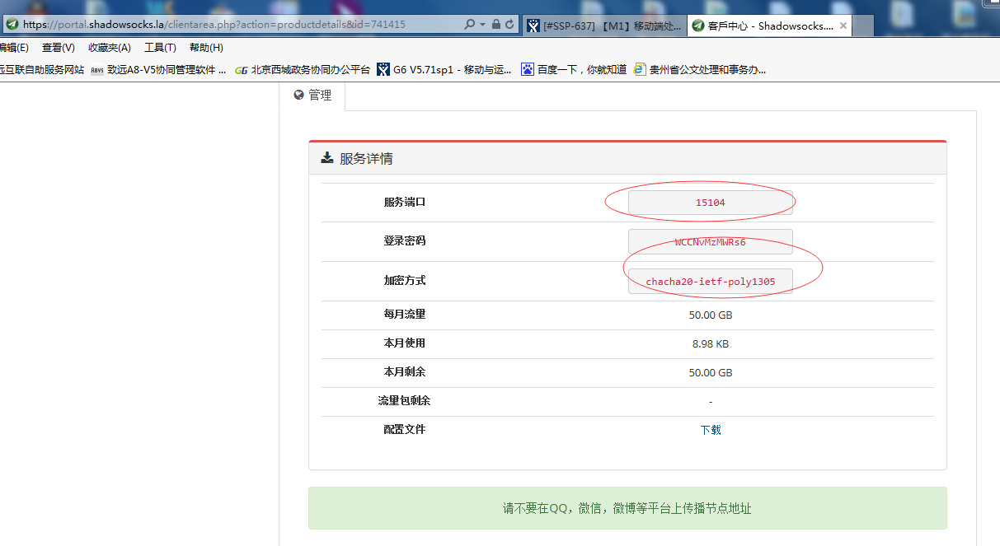 https://portal.shadowsocks.la/clientarea.php?action=productdetails&id=741415
[#SSP-637] 【M1】移动端处...
客戶中心 - Shadowsocks....
编辑(E) 查看(V) 收藏夹(A) 工具(T) 帮助(H)
远互联自助服务网站 致远A8-V5协同管理软件 ... 北京西城政务协同办公平台 G6 V5.71sp1 - 移动与运... 百度一下，你就知道 贵州省公文处理和事务办...
管理
服务详情
服务端口 15104
登录密码 WCCNvMzMWRs6
加密方式 chacha20-ietf-poly1305
每月流量 50.00 GB
本月使用 8.98 KB
本月剩余 50.00 GB
流量包剩余 -
配置文件 下载
请不要在QQ，微信，微博等平台上传播节点地址